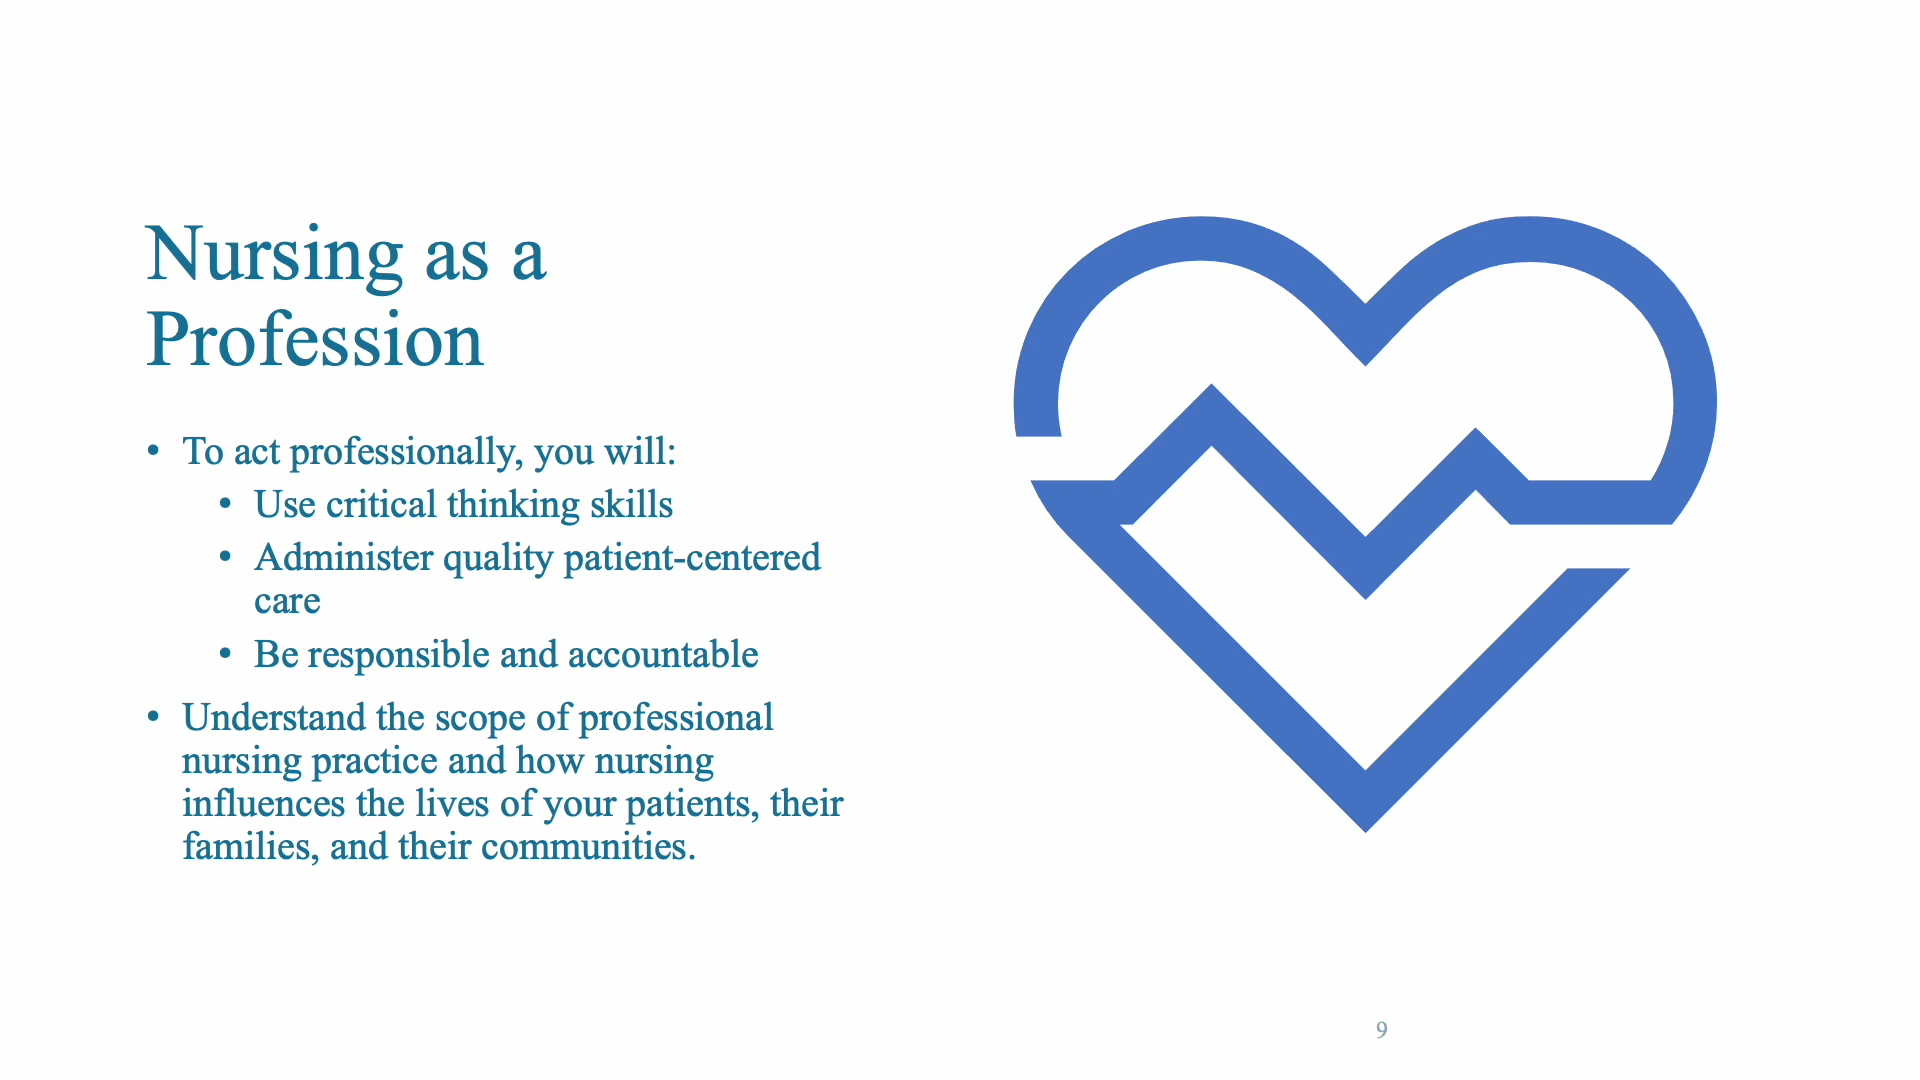 Nursing as a
Profession
• To act professionally, you will:
• Use critical thinking skills
• Administer quality patient-centered
care
• Be responsible and accountable
• Understand the scope of professional
nursing practice and how nursing
influences the lives of your patients, their
families, and their communities.
9